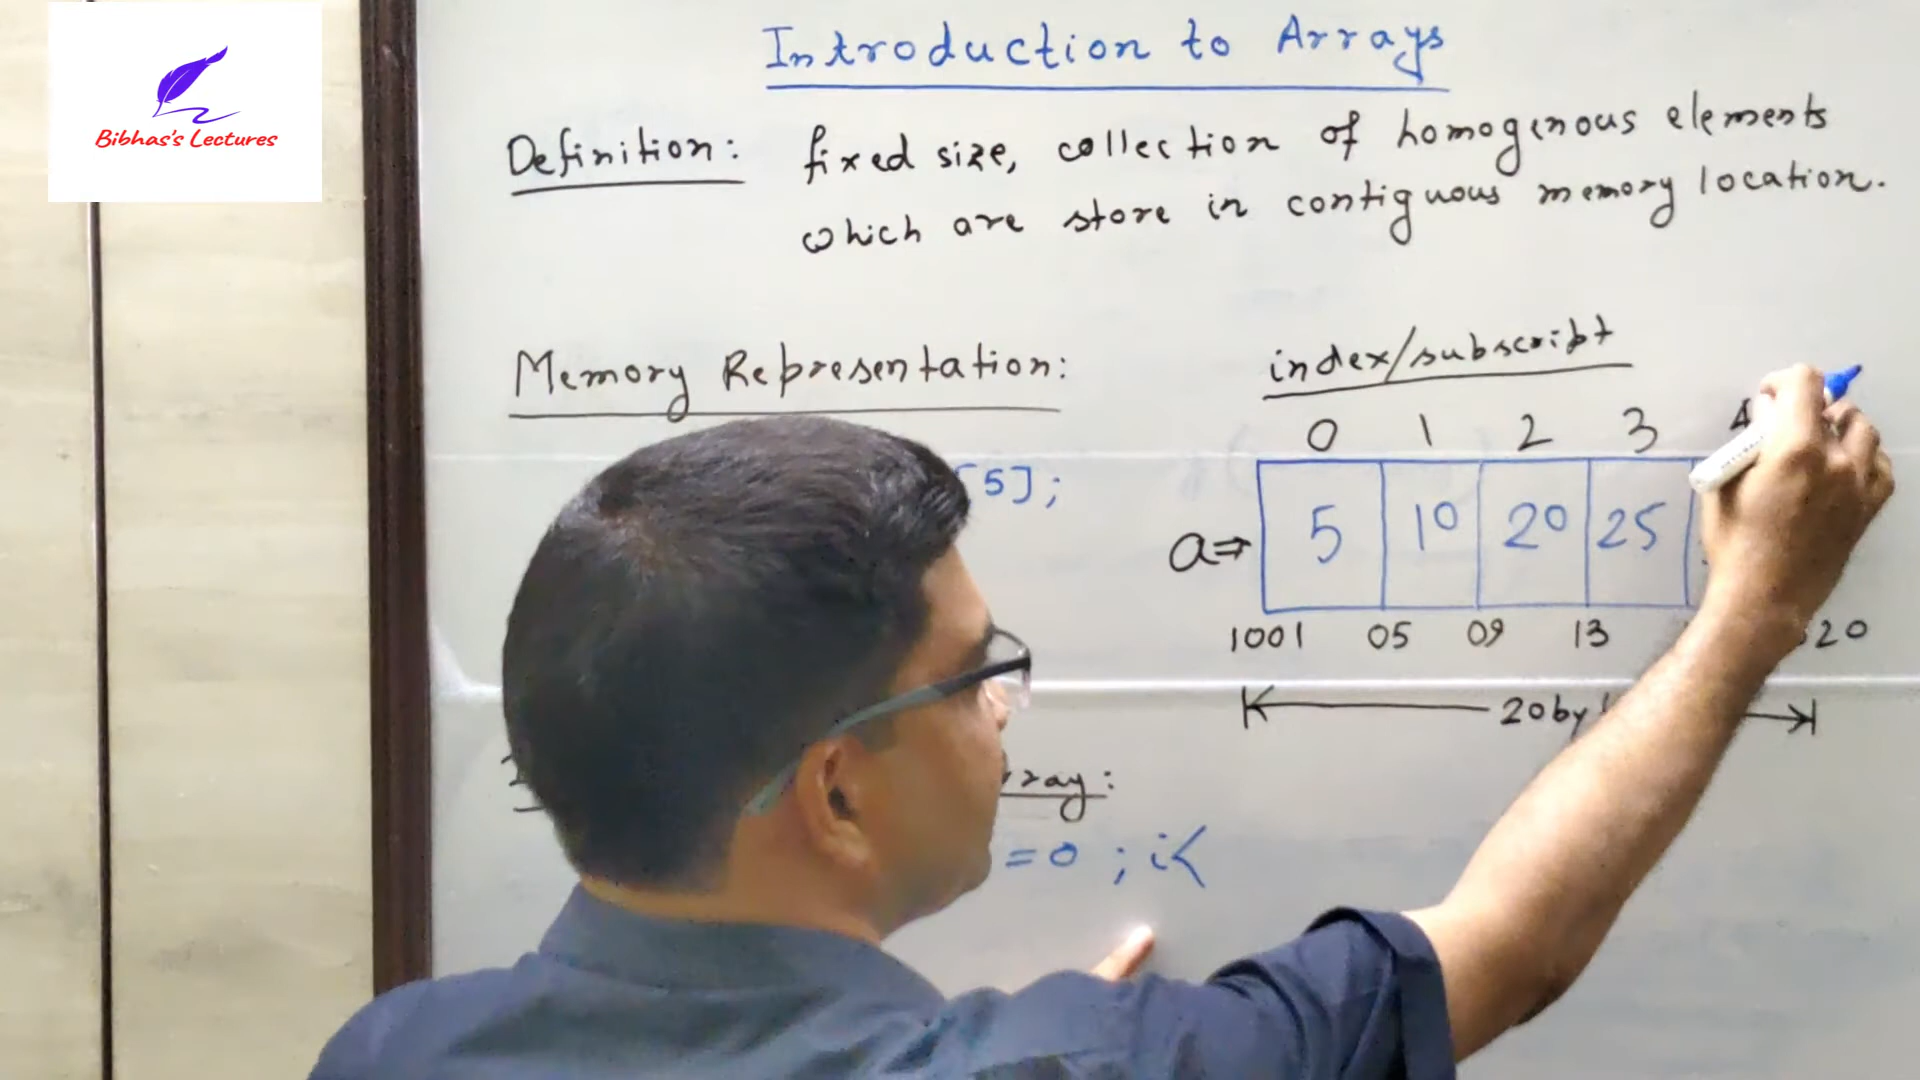 Bibhas's Lectures
Introduction to Arrays
Definition: fixed size, collection of homogenous elements
which are store in contiguous memory location.
Memory Representation:
index/subscript
0 1 2 3 4
[5];
a⇒ 5 10 20 25
1001 05 09 13 20
20 by
=0 ; i<